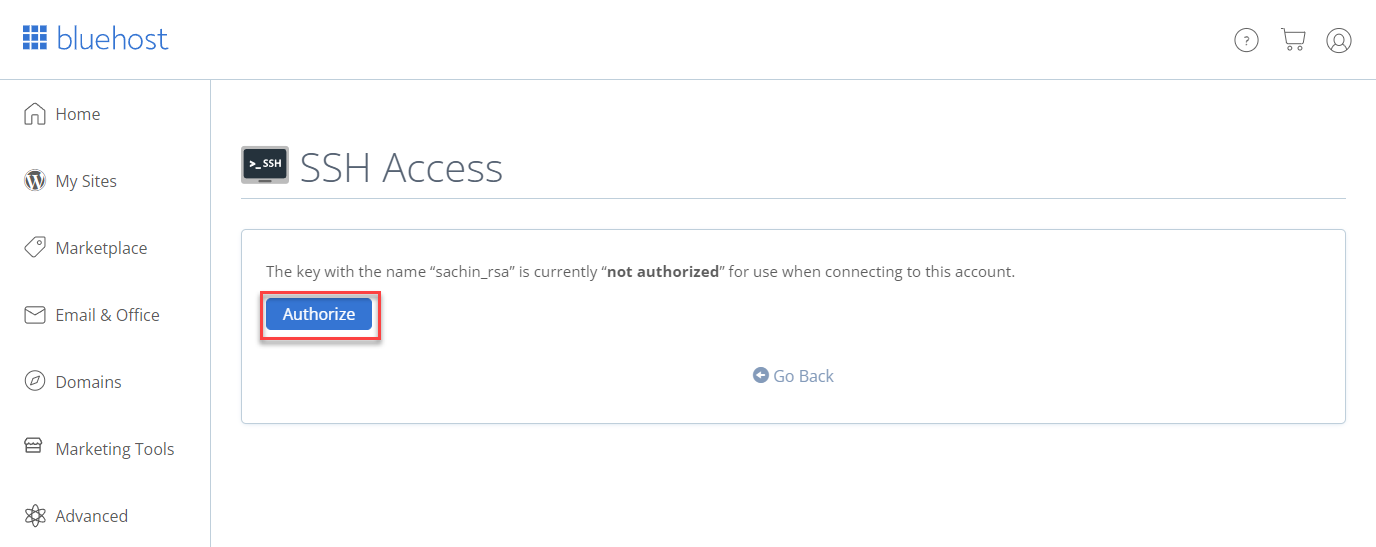 bluehost
?
Home
My Sites
Marketplace
Email & Office
Domains
Marketing Tools
Advanced
>_ SSH
SSH Access
The key with the name “sachin_rsa” is currently “not authorized” for use when connecting to this account.
Authorize
Go Back